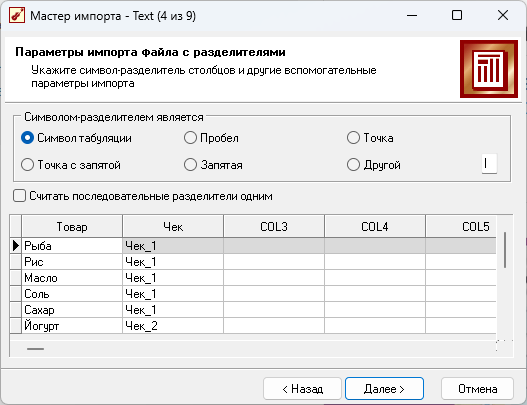 Мастер импорта - Text (4 из 9)
Параметры импорта файла с разделителями
Укажите символ-разделитель столбцов и другие вспомогательные
параметры импорта
Символом-разделителем является
Символ табуляции Пробел Точка
Точка с запятой Запятая Другой |
Считать последовательные разделители одним
Товар Чек COL3 COL4 COL5
Рыба Чек_1
Рис Чек_1
Масло Чек_1
Соль Чек_1
Сахар Чек_1
Йогурт Чек_2
< Назад Далее > Отмена